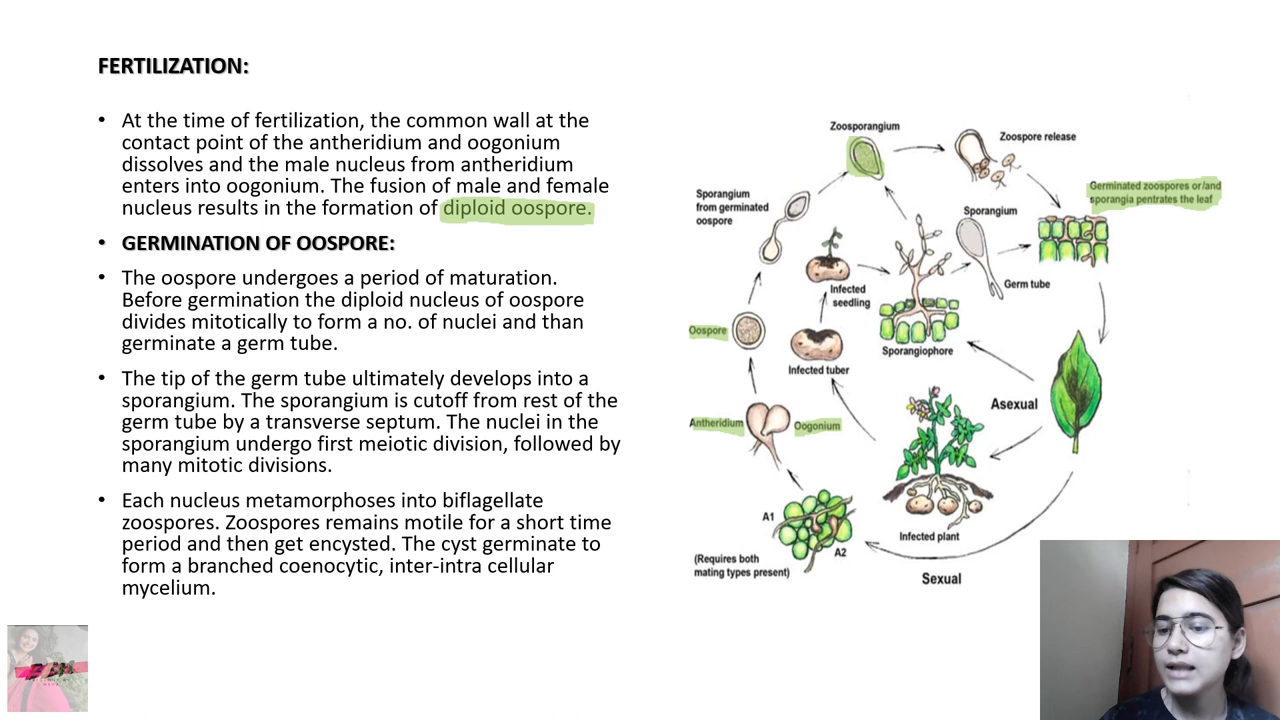 FERTILIZATION:
• At the time of fertilization, the common wall at the
contact point of the antheridium and oogonium
dissolves and the male nucleus from antheridium
enters into oogonium. The fusion of male and female
nucleus results in the formation of diploid oospore.
• GERMINATION OF OOSPORE:
• The oospore undergoes a period of maturation.
Before germination the diploid nucleus of oospore
divides mitotically to form a no. of nuclei and than
germinate a germ tube.
• The tip of the germ tube ultimately develops into a
sporangium. The sporangium is cutoff from rest of the
germ tube by a transverse septum. The nuclei in the
sporangium undergo first meiotic division, followed by
many mitotic divisions.
• Each nucleus metamorphoses into biflagellate
zoospores. Zoospores remains motile for a short time
period and then get encysted. The cyst germinate to
form a branched coenocytic, inter-intra cellular
mycelium.
Zoosporangium
Zoospore release
Germinated zoospores or/and
sporangia pentrates the leaf
Sporangium
from germinated
oospore
Sporangium
Germ tube
Infected
seedling
Oospore
Sporangiophore
Infected tuber
Asexual
Antheridium
Oogonium
A1
A2
Infected plant
(Requires both
mating types present)
Sexual